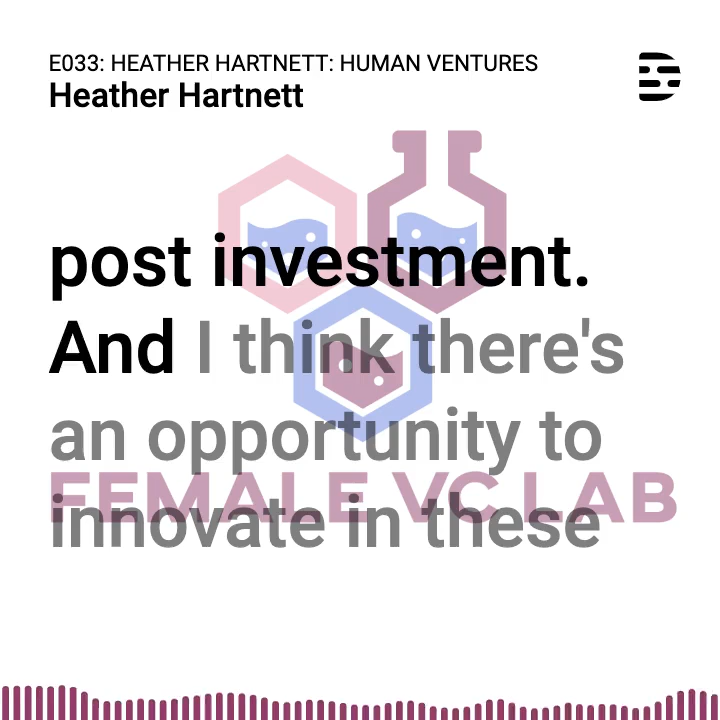 E033: HEATHER HARTNETT: HUMAN VENTURES
Heather Hartnett
post investment.
And I think there's
an opportunity to
FEMALE VC LAB
innovate in these